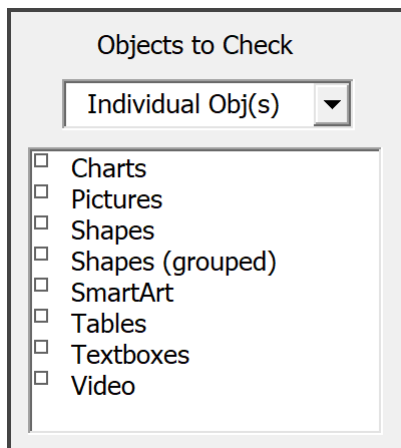 Objects to Check
Individual Obj(s)
Charts
Pictures
Shapes
Shapes (grouped)
SmartArt
Tables
Textboxes
Video